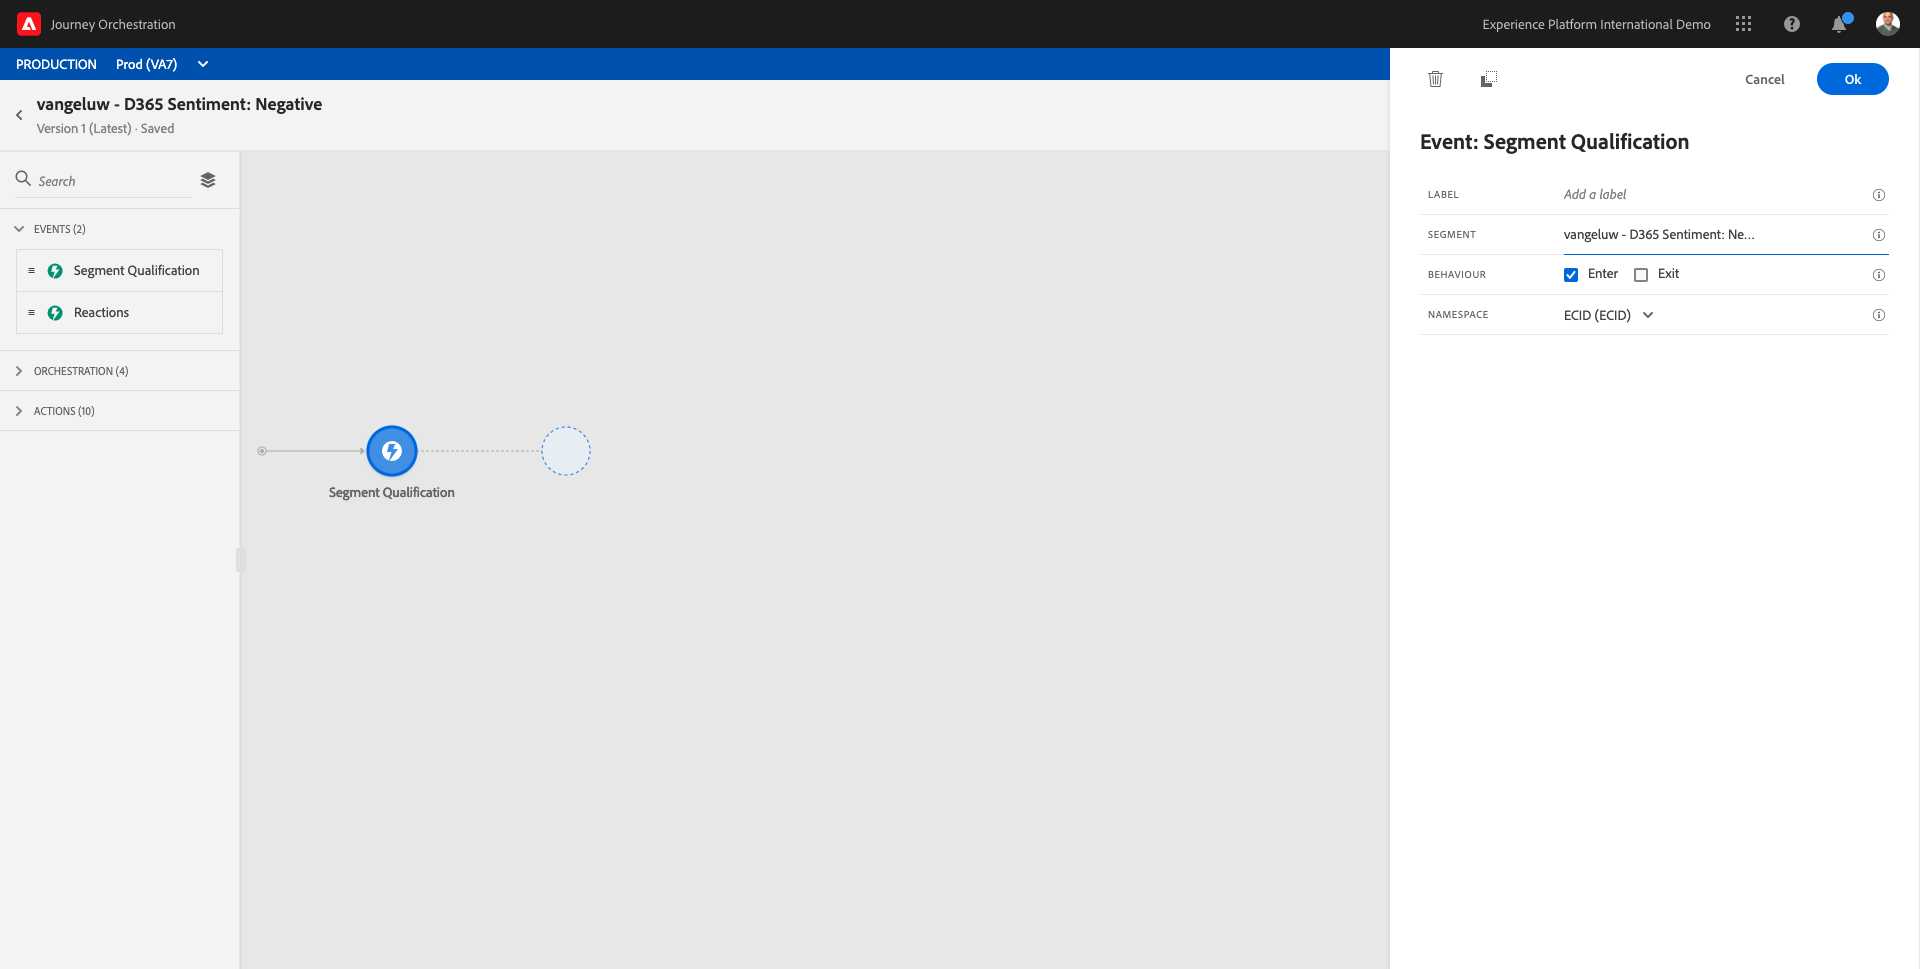 Journey Orchestration
Experience Platform International Demo
PRODUCTION Prod (VA7)
vangeluw - D365 Sentiment: Negative
Version 1 (Latest) · Saved
Search
EVENTS (2)
Segment Qualification
Reactions
ORCHESTRATION (4)
ACTIONS (10)
Segment Qualification
Cancel
Ok
Event: Segment Qualification
LABEL Add a label
SEGMENT vangeluw - D365 Sentiment: Ne...
BEHAVIOUR Enter Exit
NAMESPACE ECID (ECID)